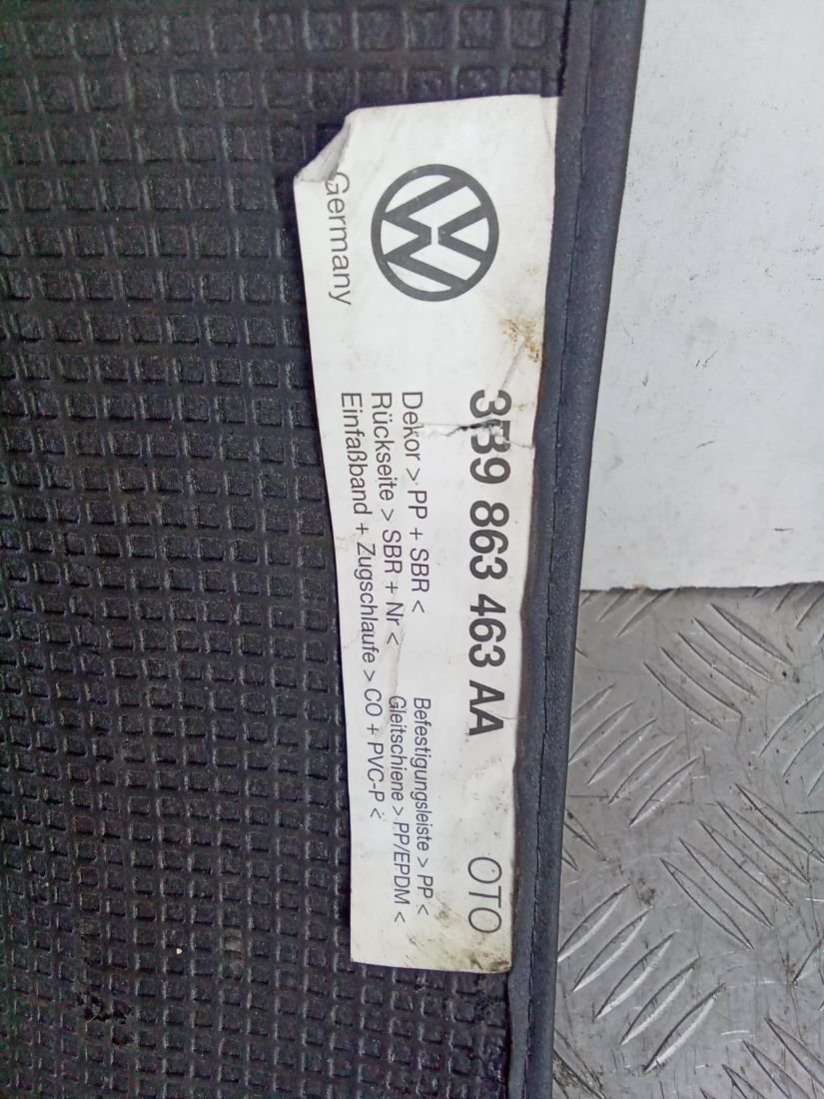 VW
3B9 863 463 AA OTO
Dekor > PP + SBR < Befestigungsleiste > PP <
Rückseite > SBR + Nr < Gleitschiene > PP/EPDM <
Einfaßband + Zugschlaufe > CO + PVC-P <
Germany